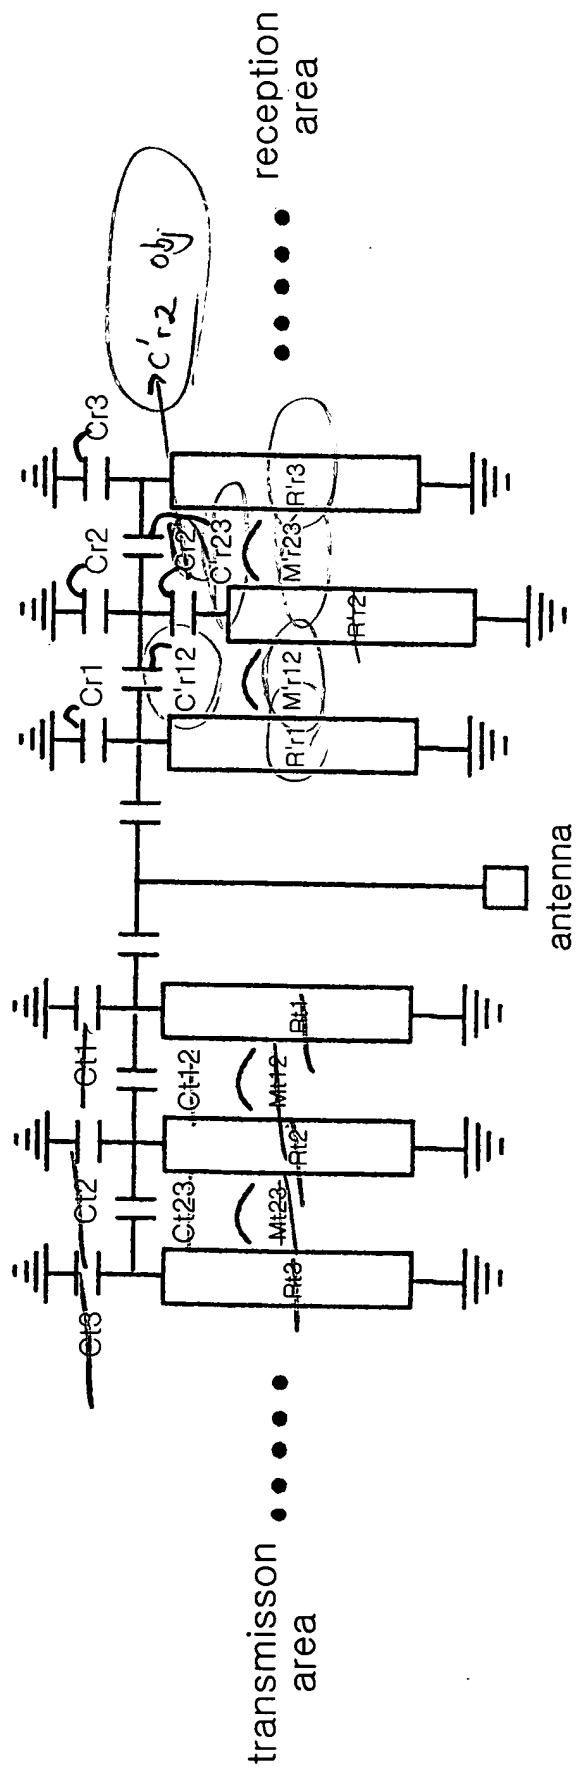 Ct3
Ct2
Ct1
Cr1
Cr2
Cr3
C'r2 obj
Ct23
Ct12
C'r12
Cr2
C'r23
Mt23
Mt12
M'r12
M'r23
Rt3
Rt2
Rt1
R'r1
R'r2
R'r3
transmisson
area
reception
area
antenna